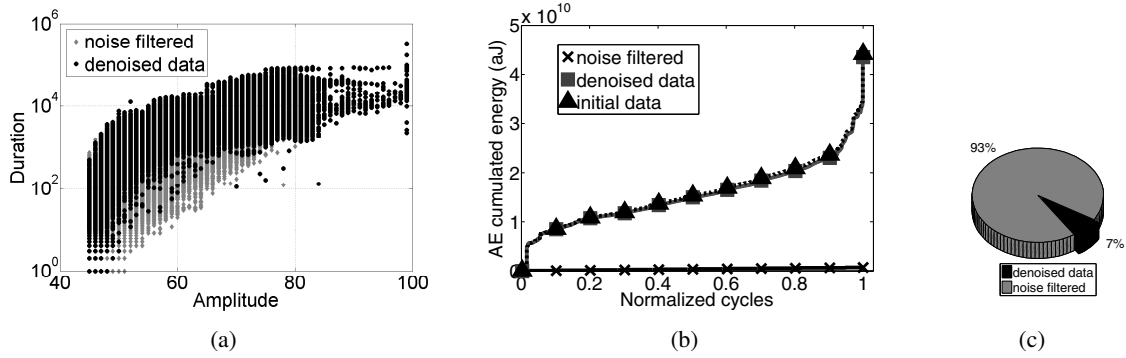 10^6
10^4
10^2
10^0
Duration
noise filtered
denoised data
40
60
80
100
Amplitude
(a)
5 x 10^10
4
3
2
1
0
AE cumulated energy (aJ)
noise filtered
denoised data
initial data
0
0.2
0.4
0.6
0.8
1
Normalized cycles
(b)
93%
7%
denoised data
noise filtered
(c)